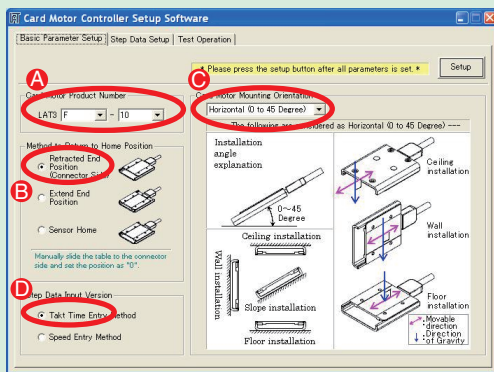 Card Motor Controller Setup Software
Basic Parameter Setup
Step Data Setup
Test Operation
* Please press the setup button after all parameters is set. *
Setup
A
Card Motor Product Number
LAT3 F - 10
C
Card Motor Mounting Orientation
Horizontal (0 to 45 Degree)
The following are considered as Horizontal (0 to 45 Degree) ---
Method to Return to Home Position
B
Retracted End
Position
(Connector Side)
Extend End
Position
Sensor Home
Manually slide the table to the connector
side and set the position as "0".
D
Step Data Input Version
Takt Time Entry Method
Speed Entry Method
Installation
angle
explanation
0~45
Degree
Ceiling installation
Wall installation
Slope installation
Floor installation
Ceiling
installation
Wall
installation
Floor
installation
Movable
direction
Direction
of Gravity